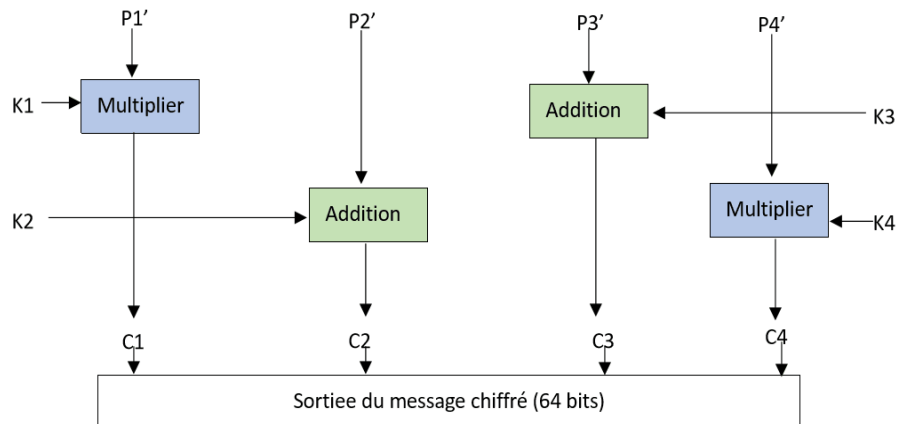 P1’
P2’
P3’
P4’
K1
Multiplier
Addition
K3
K2
Addition
Multiplier
K4
C1
C2
C3
C4
Sortiee du message chiffré (64 bits)